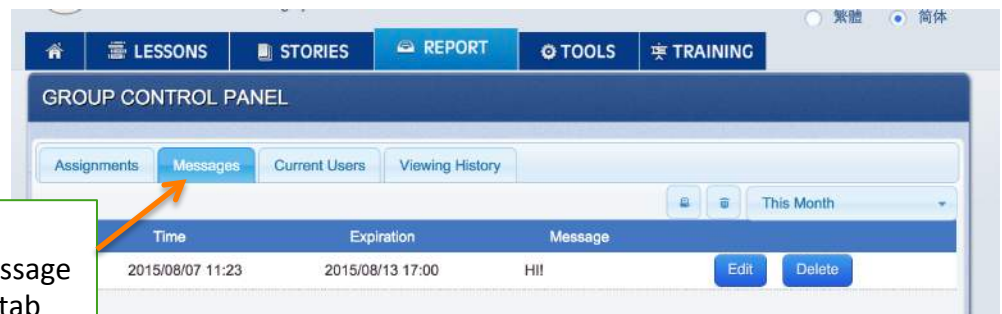 繁體 简体
LESSONS STORIES REPORT TOOLS TRAINING
GROUP CONTROL PANEL
Assignments Messages Current Users Viewing History
This Month
Time Expiration Message
2015/08/07 11:23 2015/08/13 17:00 HI! Edit Delete
tab